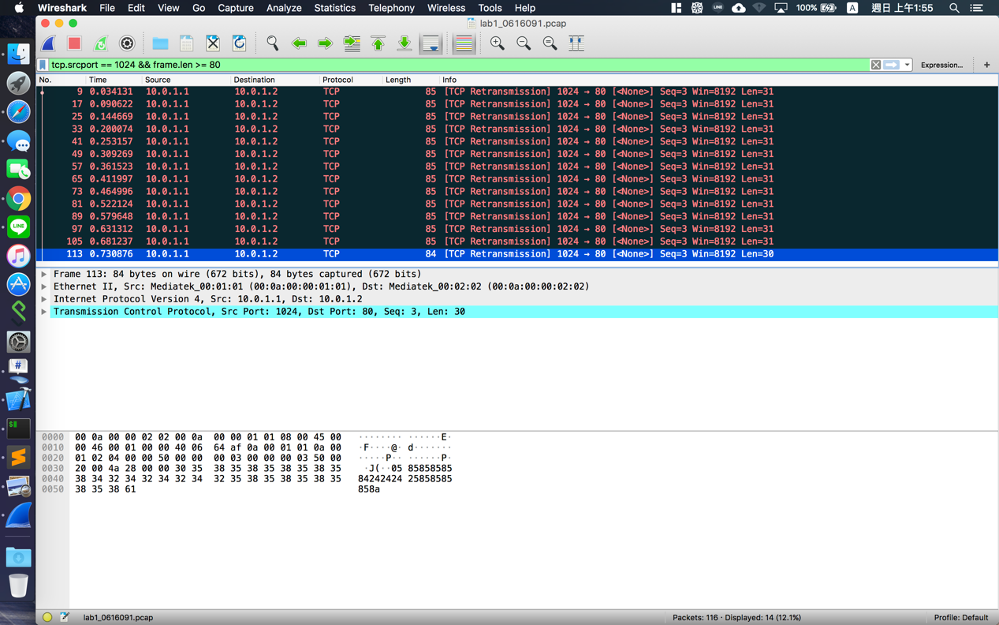 Wireshark File Edit View Go Capture Analyze Statistics Telephony Wireless Tools Help LINE 100% A 週日 上午1:55
lab1_0616091.pcap
tcp.srcport == 1024 && frame.len >= 80 Expression... +
No. Time Source Destination Protocol Length Info
9 0.034131 10.0.1.1 10.0.1.2 TCP 85 [TCP Retransmission] 1024 → 80 [<None>] Seq=3 Win=8192 Len=31
17 0.090622 10.0.1.1 10.0.1.2 TCP 85 [TCP Retransmission] 1024 → 80 [<None>] Seq=3 Win=8192 Len=31
25 0.144669 10.0.1.1 10.0.1.2 TCP 85 [TCP Retransmission] 1024 → 80 [<None>] Seq=3 Win=8192 Len=31
33 0.200074 10.0.1.1 10.0.1.2 TCP 85 [TCP Retransmission] 1024 → 80 [<None>] Seq=3 Win=8192 Len=31
41 0.253157 10.0.1.1 10.0.1.2 TCP 85 [TCP Retransmission] 1024 → 80 [<None>] Seq=3 Win=8192 Len=31
49 0.309269 10.0.1.1 10.0.1.2 TCP 85 [TCP Retransmission] 1024 → 80 [<None>] Seq=3 Win=8192 Len=31
57 0.361523 10.0.1.1 10.0.1.2 TCP 85 [TCP Retransmission] 1024 → 80 [<None>] Seq=3 Win=8192 Len=31
65 0.411997 10.0.1.1 10.0.1.2 TCP 85 [TCP Retransmission] 1024 → 80 [<None>] Seq=3 Win=8192 Len=31
73 0.464996 10.0.1.1 10.0.1.2 TCP 85 [TCP Retransmission] 1024 → 80 [<None>] Seq=3 Win=8192 Len=31
81 0.522124 10.0.1.1 10.0.1.2 TCP 85 [TCP Retransmission] 1024 → 80 [<None>] Seq=3 Win=8192 Len=31
89 0.579648 10.0.1.1 10.0.1.2 TCP 85 [TCP Retransmission] 1024 → 80 [<None>] Seq=3 Win=8192 Len=31
97 0.631312 10.0.1.1 10.0.1.2 TCP 85 [TCP Retransmission] 1024 → 80 [<None>] Seq=3 Win=8192 Len=31
105 0.681237 10.0.1.1 10.0.1.2 TCP 85 [TCP Retransmission] 1024 → 80 [<None>] Seq=3 Win=8192 Len=31
113 0.730876 10.0.1.1 10.0.1.2 TCP 84 [TCP Retransmission] 1024 → 80 [<None>] Seq=3 Win=8192 Len=30
Frame 113: 84 bytes on wire (672 bits), 84 bytes captured (672 bits)
Ethernet II, Src: Mediatek_00:01:01 (00:0a:00:00:01:01), Dst: Mediatek_00:02:02 (00:0a:00:00:02:02)
Internet Protocol Version 4, Src: 10.0.1.1, Dst: 10.0.1.2
Transmission Control Protocol, Src Port: 1024, Dst Port: 80, Seq: 3, Len: 30
LINE
#
$
0000 00 0a 00 00 02 02 00 0a 00 00 01 01 08 00 45 00 ········ ······E·
0010 00 46 00 01 00 00 40 06 64 af 0a 00 01 01 0a 00 ·F····@· d·······
0020 01 02 04 00 00 50 00 00 00 03 00 00 00 03 50 00 ·····P·· ······P·
0030 20 00 4a 28 00 00 30 35 38 35 38 35 38 35 38 35 ·J(··05 85858585
0040 38 34 32 34 32 34 32 34 32 35 38 35 38 35 38 35 84242424 25858585
0050 38 35 38 61 858a
lab1_0616091.pcap Packets: 116 · Displayed: 14 (12.1%) Profile: Default